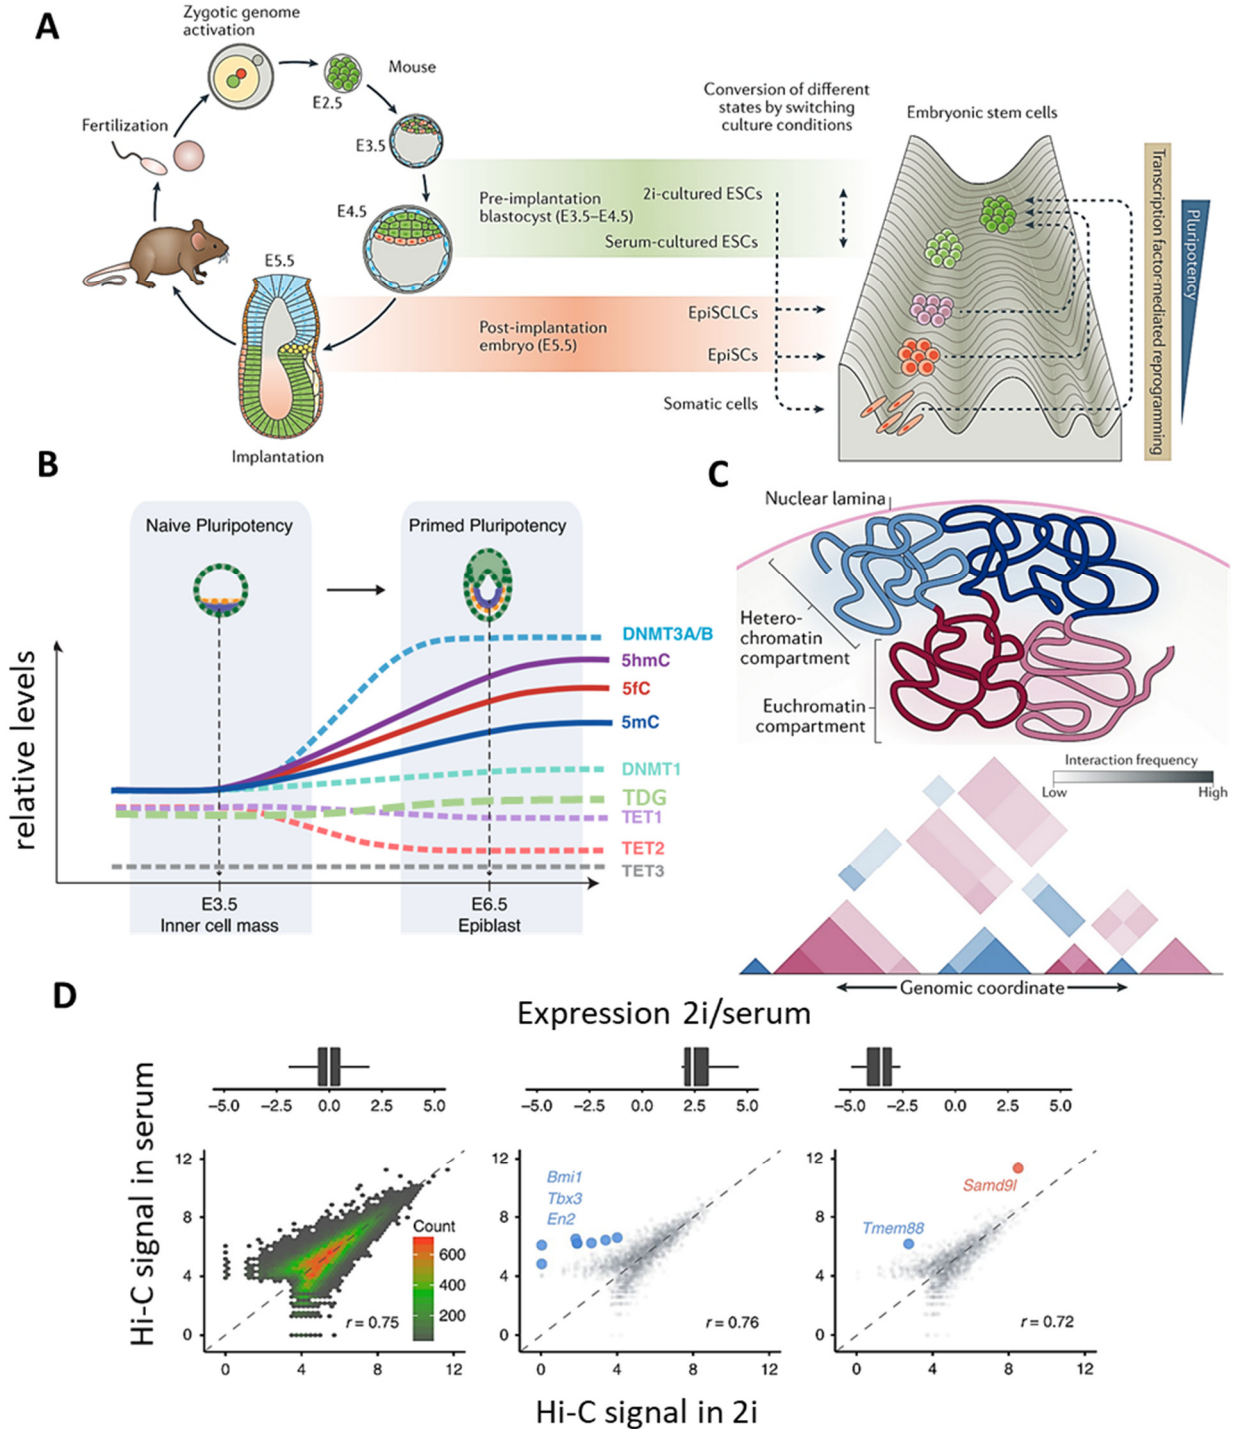 A
Zygotic genome
activation
Mouse
E2.5
Fertilization
E3.5
E4.5
E5.5
Implantation
Conversion of different
states by switching
culture conditions
Embryonic stem cells
Pre-implantation
blastocyst (E3.5–E4.5)
2i-cultured ESCs
Serum-cultured ESCs
Post-implantation
embryo (E5.5)
EpiSCLCs
EpiSCs
Somatic cells
Transcription factor-mediated reprogramming
Pluripotency
B
Naive Pluripotency
Primed Pluripotency
relative levels
DNMT3A/B
5hmC
5fC
5mC
DNMT1
TDG
TET1
TET2
TET3
E3.5
Inner cell mass
E6.5
Epiblast
C
Nuclear lamina
Hetero-
chromatin
compartment
Euchromatin
compartment
Interaction frequency
Low High
Genomic coordinate
D
Expression 2i/serum
–5.0 –2.5 0.0 2.5 5.0
–5.0 –2.5 0.0 2.5 5.0
–5.0 –2.5 0.0 2.5 5.0
Hi-C signal in serum
12
8
4
0
Count
600
400
200
r = 0.75
0 4 8 12
12
8
4
0
Bmi1
Tbx3
En2
r = 0.76
0 4 8 12
12
8
4
0
Samd9l
Tmem88
r = 0.72
0 4 8 12
Hi-C signal in 2i